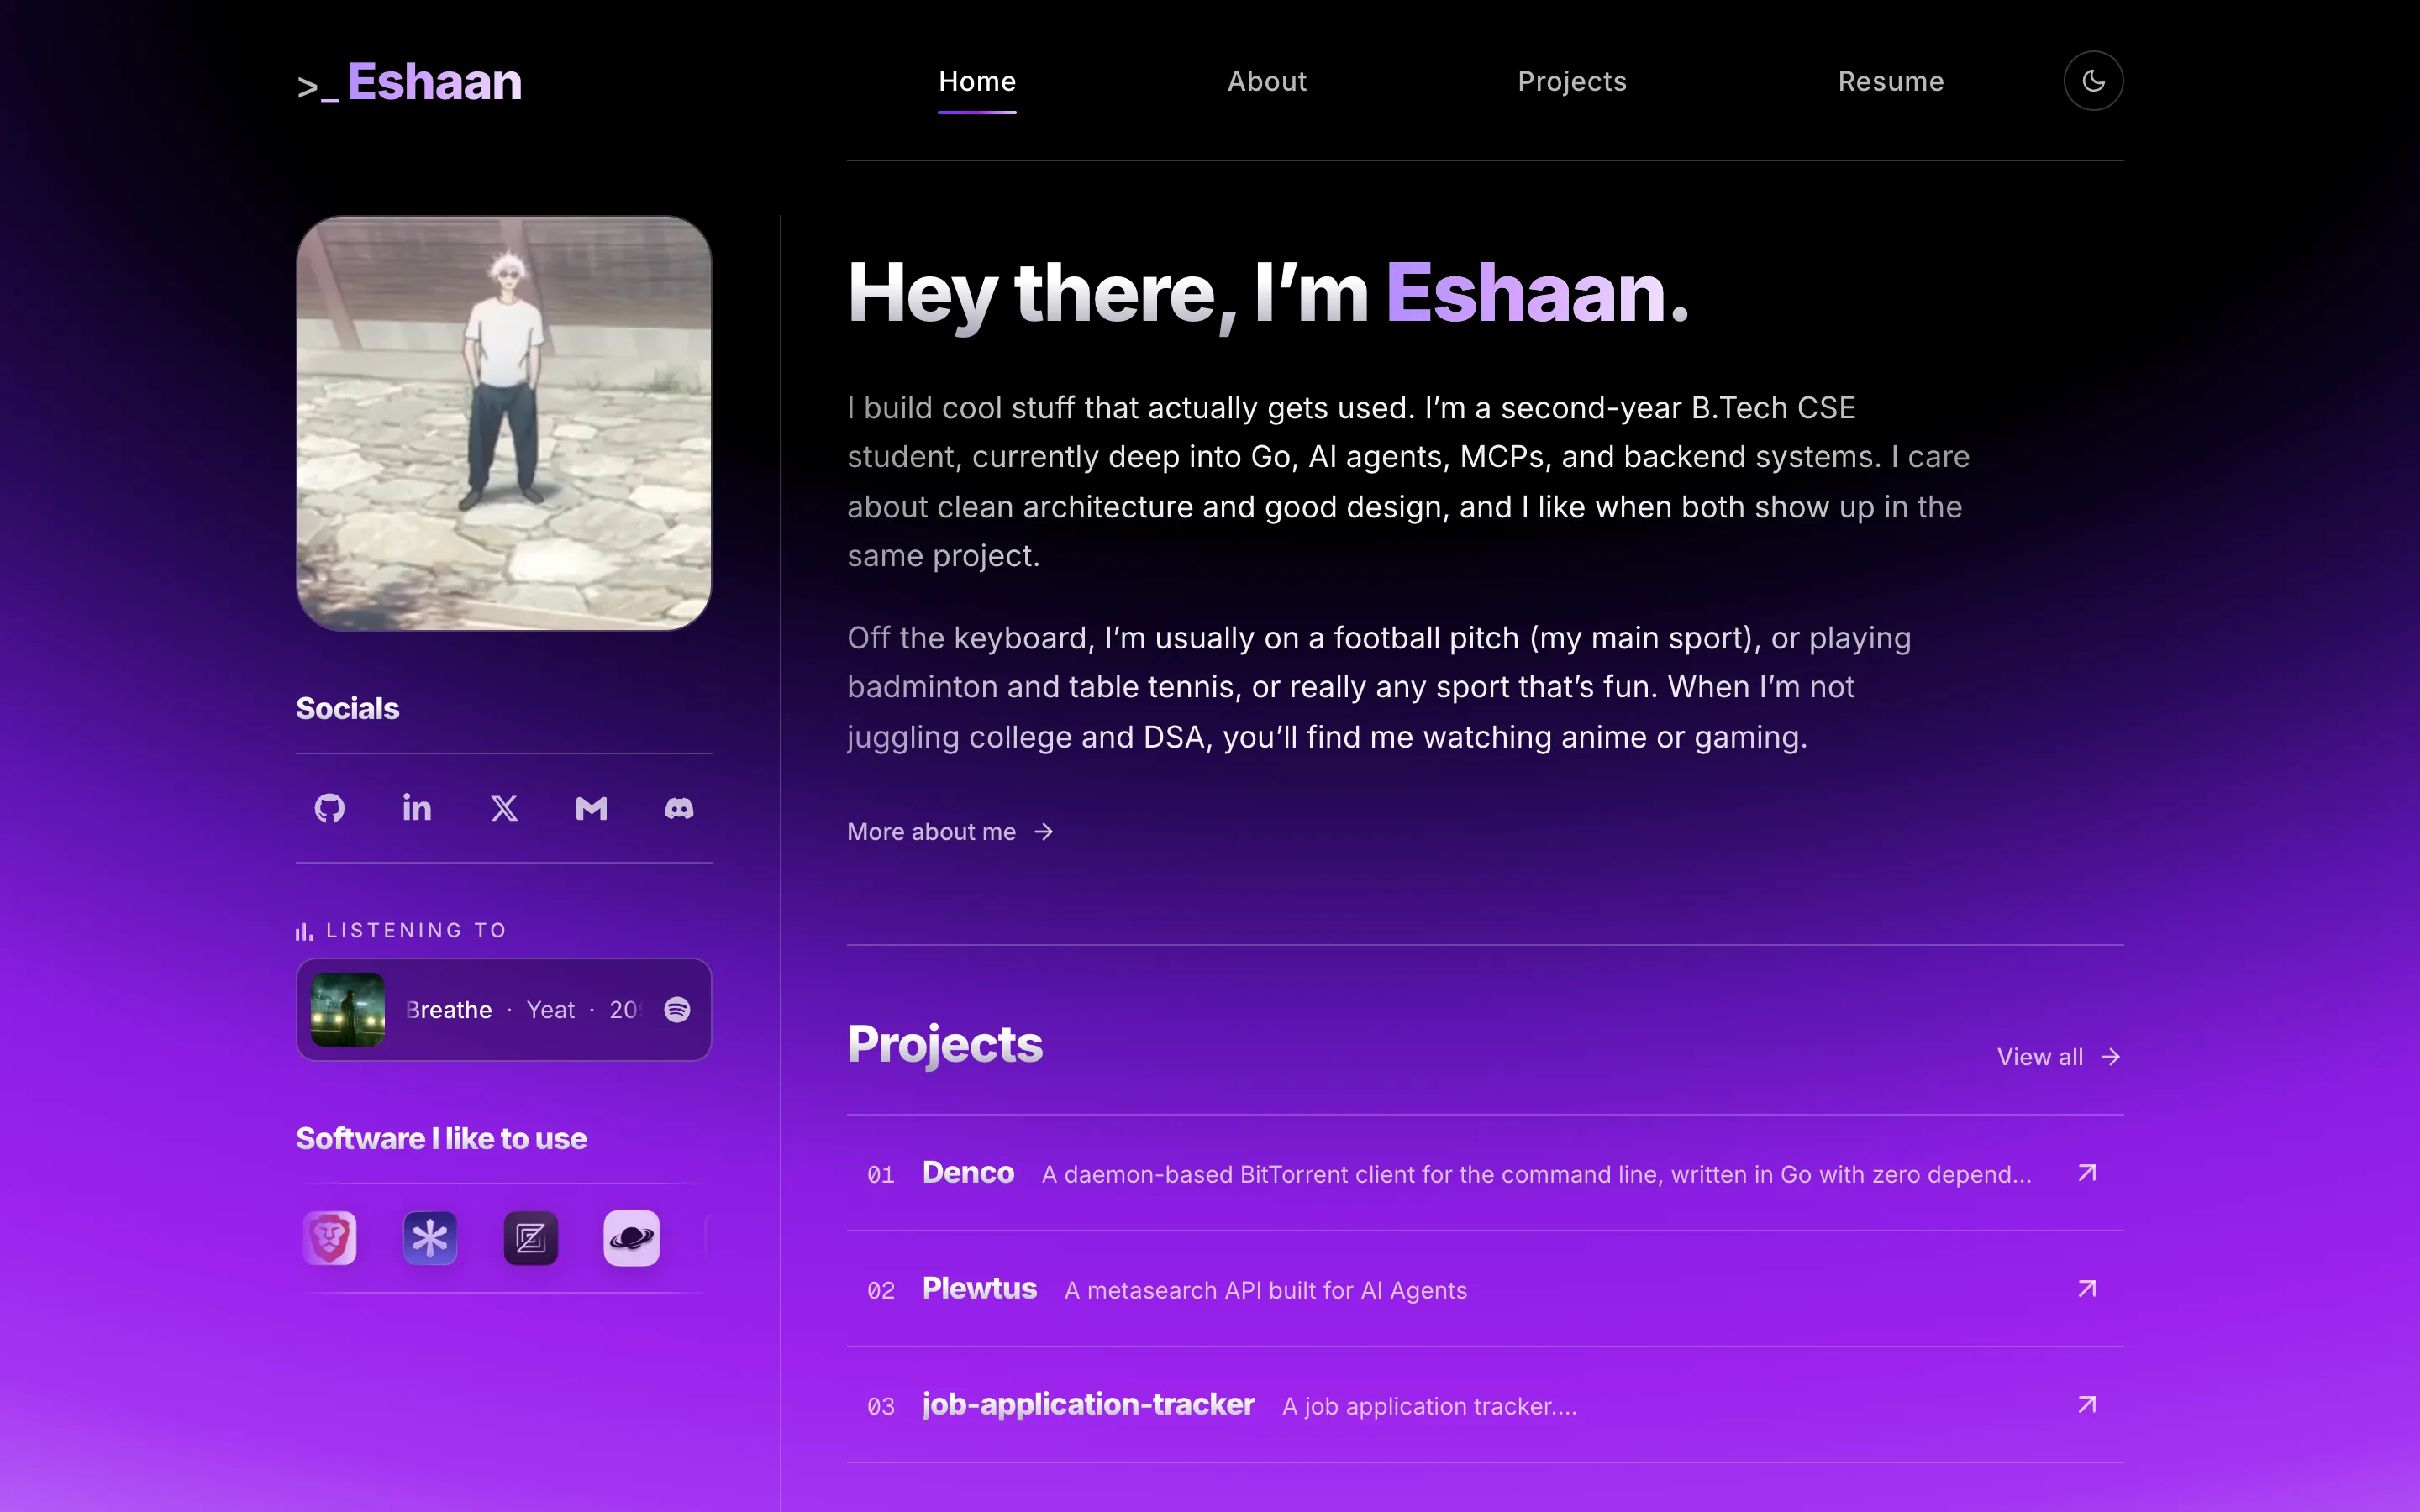 >_ Eshaan
Home
About
Projects
Resume
Hey there, I’m Eshaan.
I build cool stuff that actually gets used. I’m a second-year B.Tech CSE
student, currently deep into Go, AI agents, MCPs, and backend systems. I care
about clean architecture and good design, and I like when both show up in the
same project.
Off the keyboard, I’m usually on a football pitch (my main sport), or playing
badminton and table tennis, or really any sport that’s fun. When I’m not
juggling college and DSA, you’ll find me watching anime or gaming.
More about me →
Socials
LISTENING TO
Breathe · Yeat ·
Software I like to use
Projects
View all →
01 Denco A daemon-based BitTorrent client for the command line, written in Go with zero depend...
02 Plewtus A metasearch API built for AI Agents
03 job-application-tracker A job application tracker....